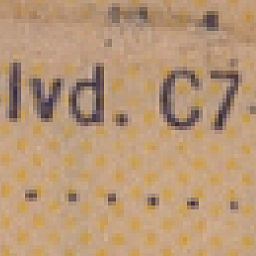 lvd. C7
. . . . . .